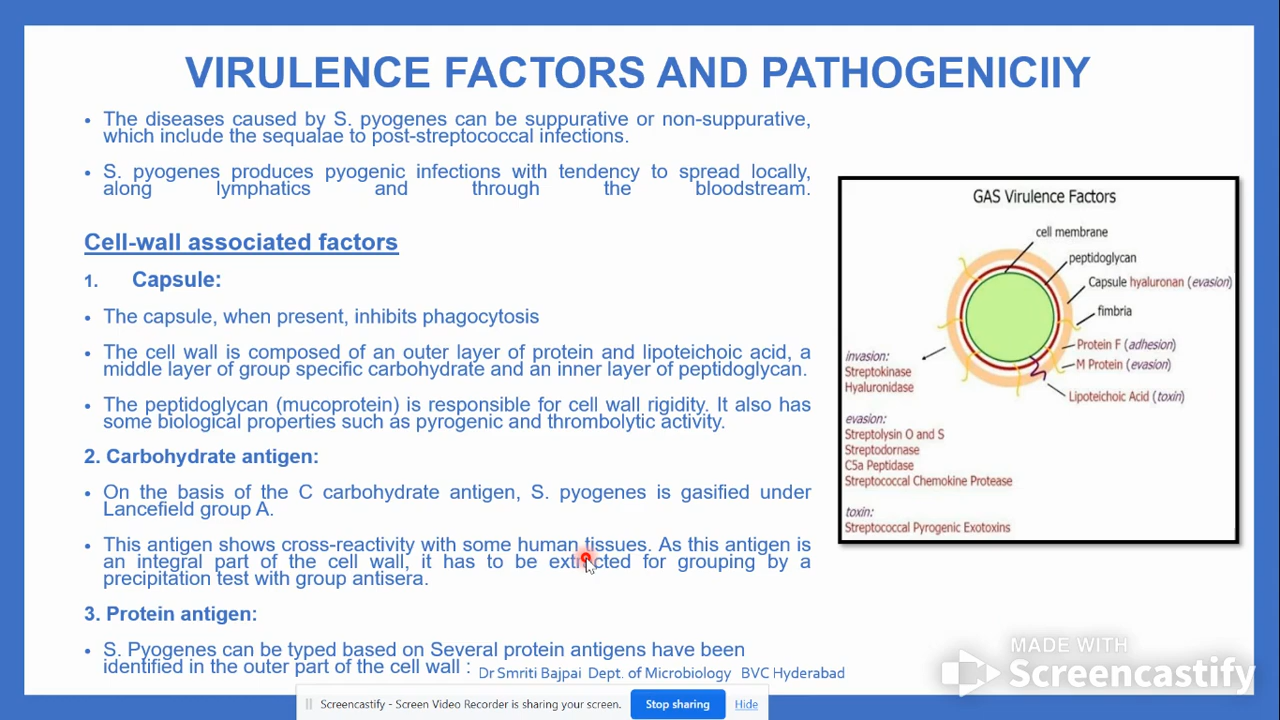 VIRULENCE FACTORS AND PATHOGENICIIY
• The diseases caused by S. pyogenes can be suppurative or non-suppurative,
which include the sequalae to post-streptococcal infections.
• S. pyogenes produces pyogenic infections with tendency to spread locally,
along lymphatics and through the bloodstream.
Cell-wall associated factors
1. Capsule:
• The capsule, when present, inhibits phagocytosis
• The cell wall is composed of an outer layer of protein and lipoteichoic acid, a
middle layer of group specific carbohydrate and an inner layer of peptidoglycan.
• The peptidoglycan (mucoprotein) is responsible for cell wall rigidity. It also has
some biological properties such as pyrogenic and thrombolytic activity.
2. Carbohydrate antigen:
• On the basis of the C carbohydrate antigen, S. pyogenes is gasified under
Lancefield group A.
• This antigen shows cross-reactivity with some human tissues. As this antigen is
an integral part of the cell wall, it has to be extracted for grouping by a
precipitation test with group antisera.
3. Protein antigen:
• S. Pyogenes can be typed based on Several protein antigens have been
identified in the outer part of the cell wall :
Dr Smriti Bajpai Dept. of Microbiology BVC Hyderabad
GAS Virulence Factors
cell membrane
peptidoglycan
Capsule hyaluronan (evasion)
fimbria
Protein F (adhesion)
M Protein (evasion)
Lipoteichoic Acid (toxin)
invasion:
Streptokinase
Hyaluronidase
evasion:
Streptolysin O and S
Streptodornase
C5a Peptidase
Streptococcal Chemokine Protease
toxin:
Streptococcal Pyrogenic Exotoxins
MADE WITH
Screencastify
Screencastify - Screen Video Recorder is sharing your screen.
Stop sharing
Hide